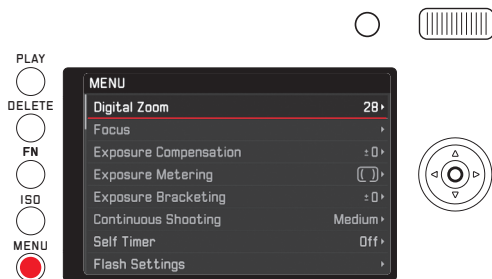 PLAY
DELETE
FN
ISO
MENU
MENU
Digital Zoom 28
Focus
Exposure Compensation ±0
Exposure Metering
Exposure Bracketing ±0
Continuous Shooting Medium
Self Timer Off
Flash Settings